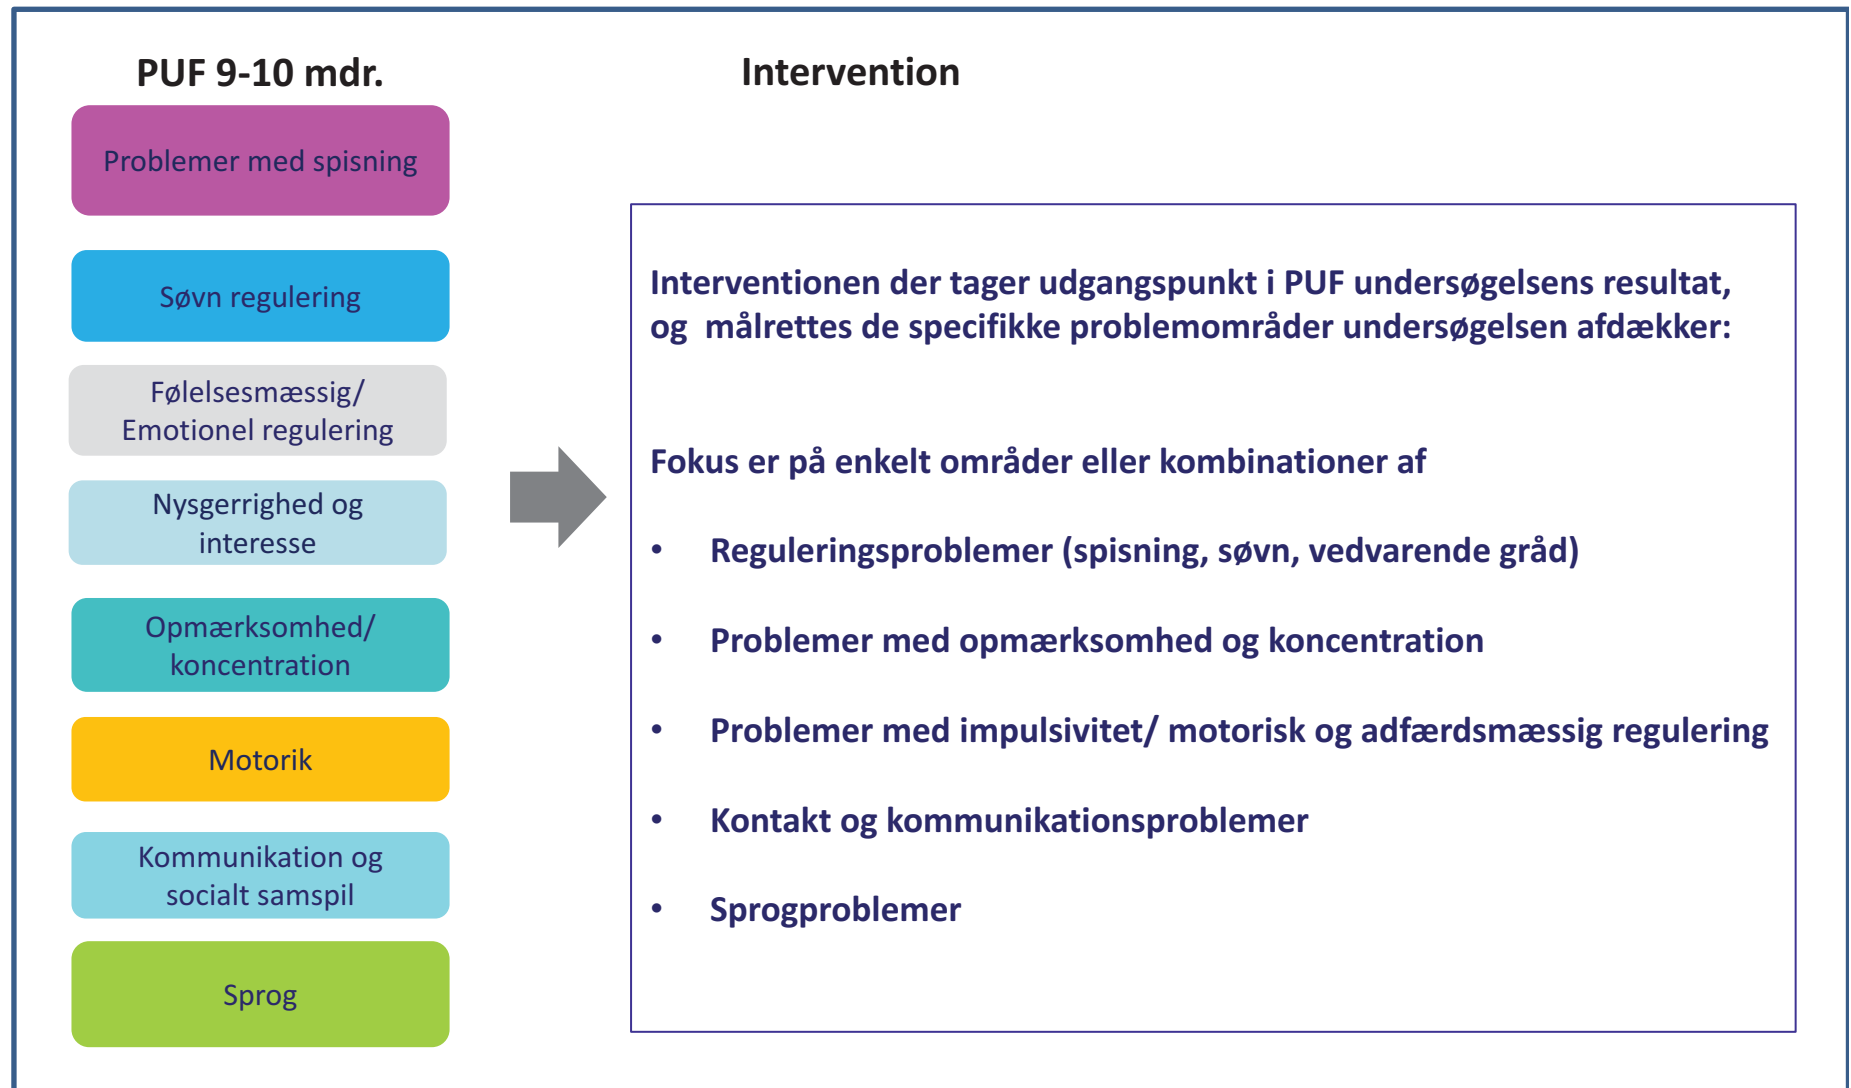 PUF 9-10 mdr.
Problemer med spisning
Søvn regulering
Følelsesmæssig/
Emotionel regulering
Nysgerrighed og
interesse
Opmærksomhed/
koncentration
Motorik
Kommunikation og
socialt samspil
Sprog
Intervention
Interventionen der tager udgangspunkt i PUF undersøgelsens resultat,
og målrettes de specifikke problemområder undersøgelsen afdækker:
Fokus er på enkelt områder eller kombinationer af
• Reguleringsproblemer (spisning, søvn, vedvarende gråd)
• Problemer med opmærksomhed og koncentration
• Problemer med impulsivitet/ motorisk og adfærdsmæssig regulering
• Kontakt og kommunikationsproblemer
• Sprogproblemer